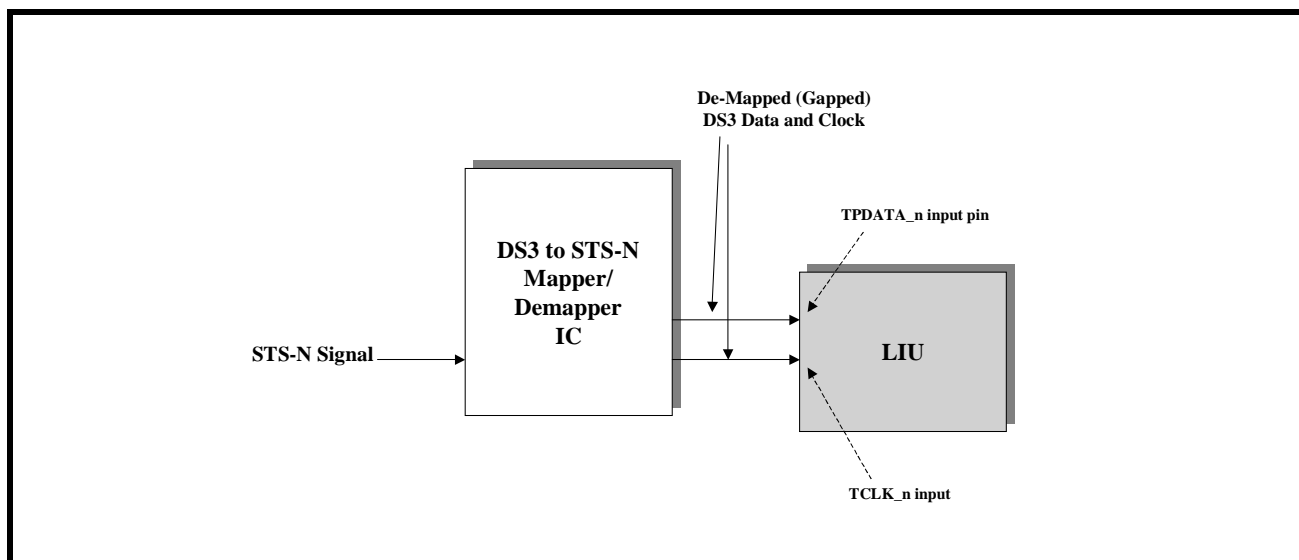 De-Mapped (Gapped)
DS3 Data and Clock
TPDATA_n input pin
DS3 to STS-N
Mapper/
Demapper
IC
STS-N Signal
LIU
TCLK_n input